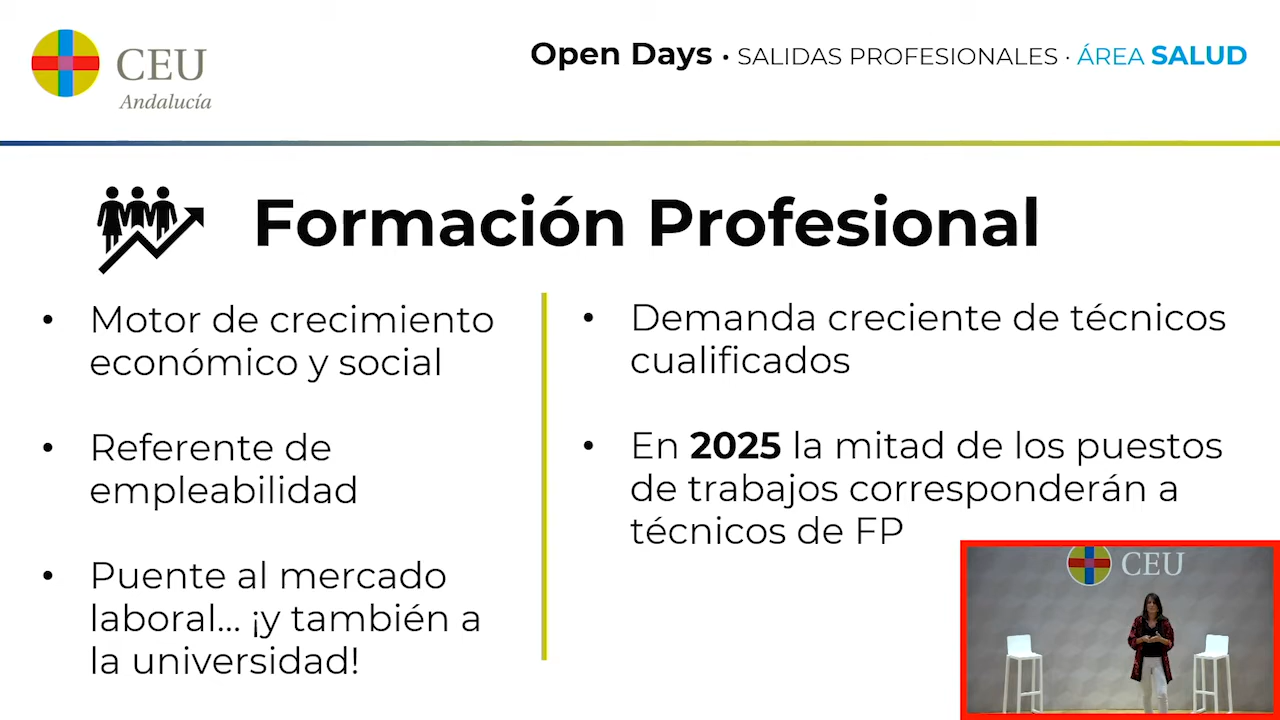 CEU
Andalucía
Open Days · SALIDAS PROFESIONALES · ÁREA SALUD
Formación Profesional
• Motor de crecimiento
económico y social
• Referente de
empleabilidad
• Puente al mercado
laboral... ¡y también a
la universidad!
• Demanda creciente de técnicos
cualificados
• En 2025 la mitad de los puestos
de trabajos corresponderán a
técnicos de FP
CEU